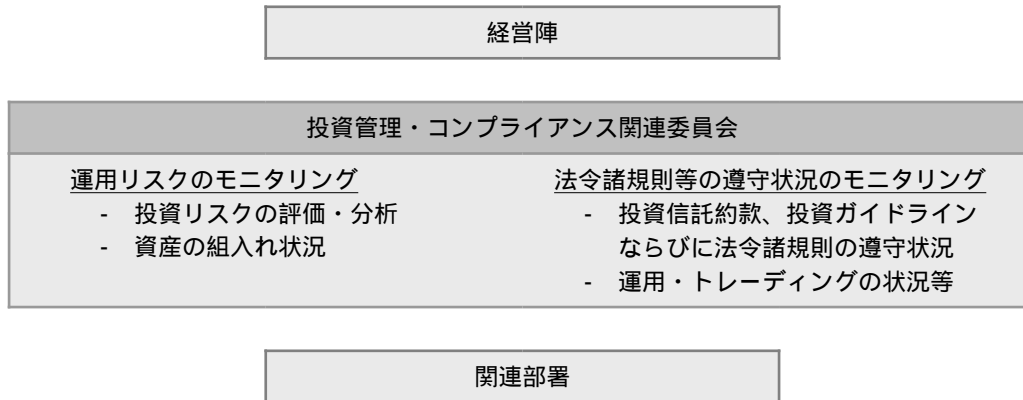 経営陣
投資管理・コンプライアンス関連委員会
運用リスクのモニタリング
- 投資リスクの評価・分析
- 資産の組入れ状況
法令諸規則等の遵守状況のモニタリング
- 投資信託約款、投資ガイドライン
ならびに法令諸規則の遵守状況
- 運用・トレーディングの状況等
関連部署